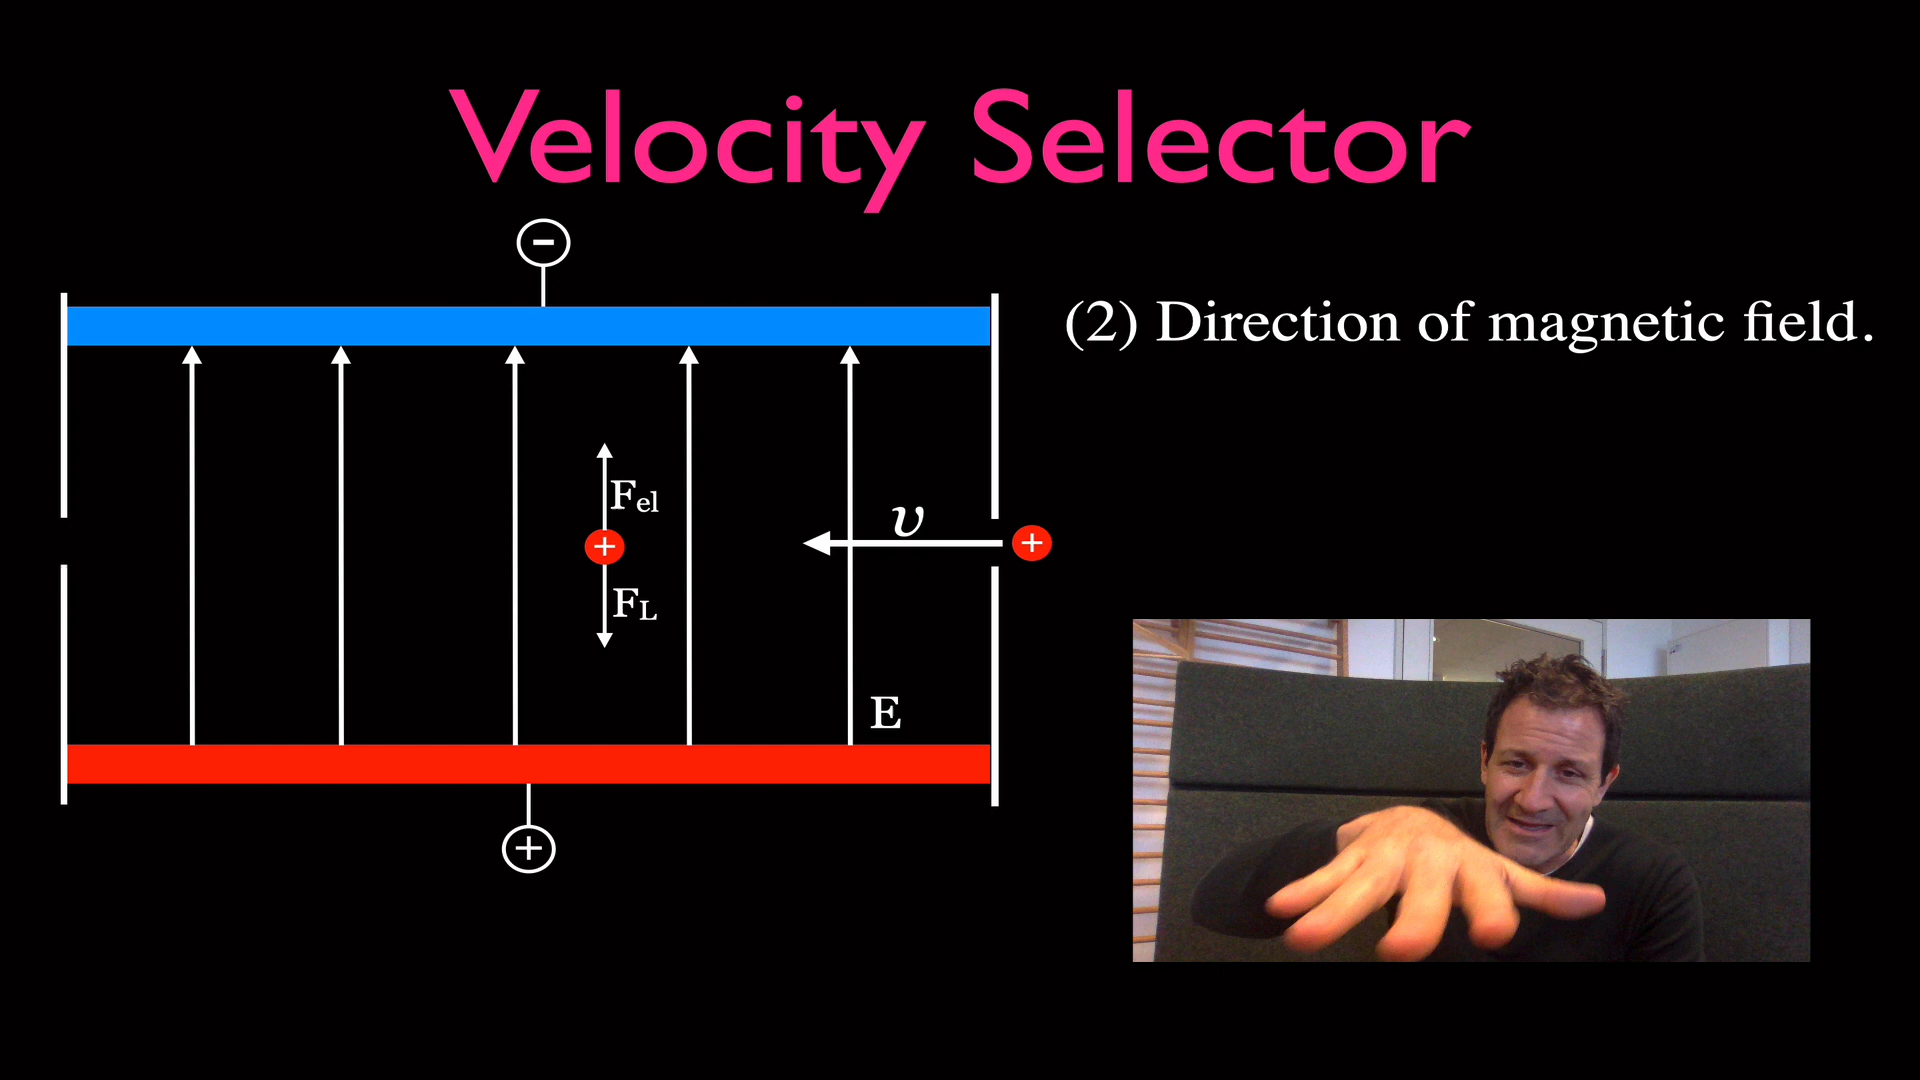 Velocity Selector
−
(2) Direction of magnetic field.
Fel
v
+
+
FL
E
+